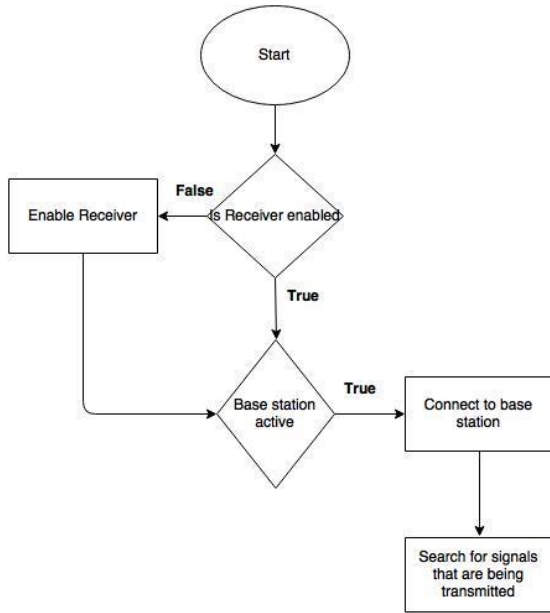 Start
False
Enable Receiver
Is Receiver enabled
True
True
Base station
active
Connect to base
station
Search for signals
that are being
transmitted